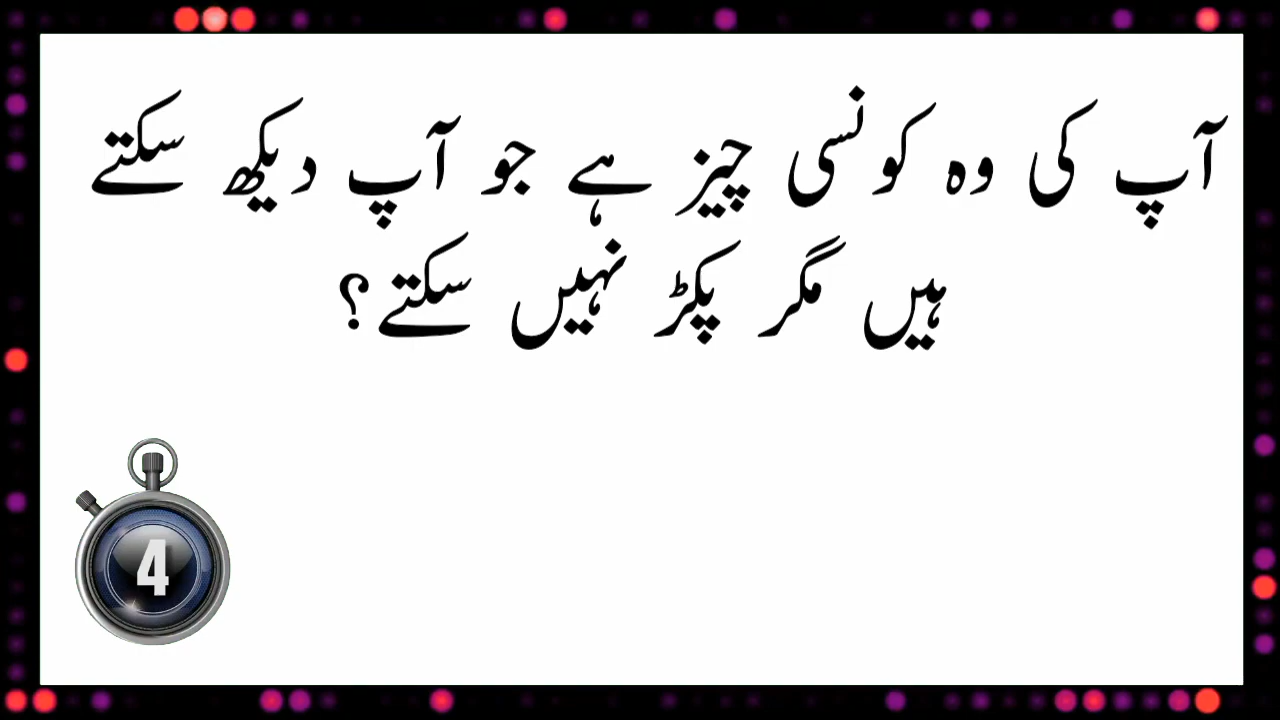 آپ کی وہ کونسی چیز ہے جو آپ دیکھ سکتے
ہیں مگر پکڑ نہیں سکتے؟
4